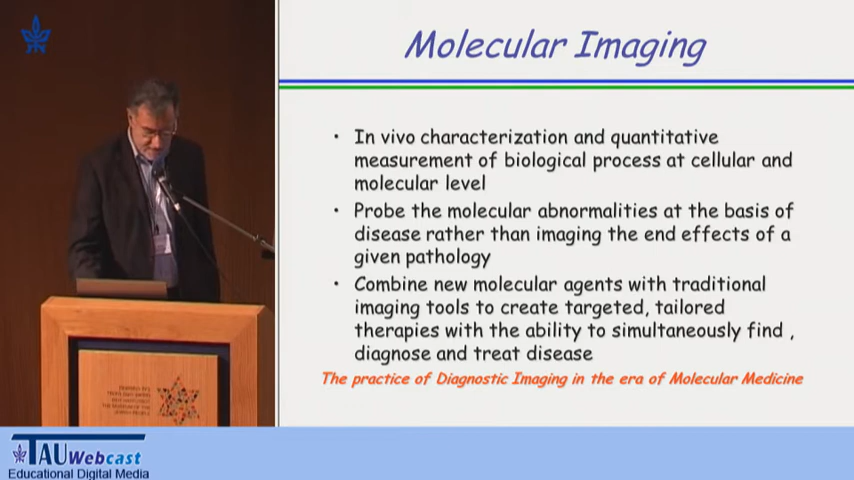 Molecular Imaging
• In vivo characterization and quantitative
measurement of biological process at cellular and
molecular level
• Probe the molecular abnormalities at the basis of
disease rather than imaging the end effects of a
given pathology
• Combine new molecular agents with traditional
imaging tools to create targeted, tailored
therapies with the ability to simultaneously find ,
diagnose and treat disease
The practice of Diagnostic Imaging in the era of Molecular Medicine
TAU Webcast
Educational Digital Media